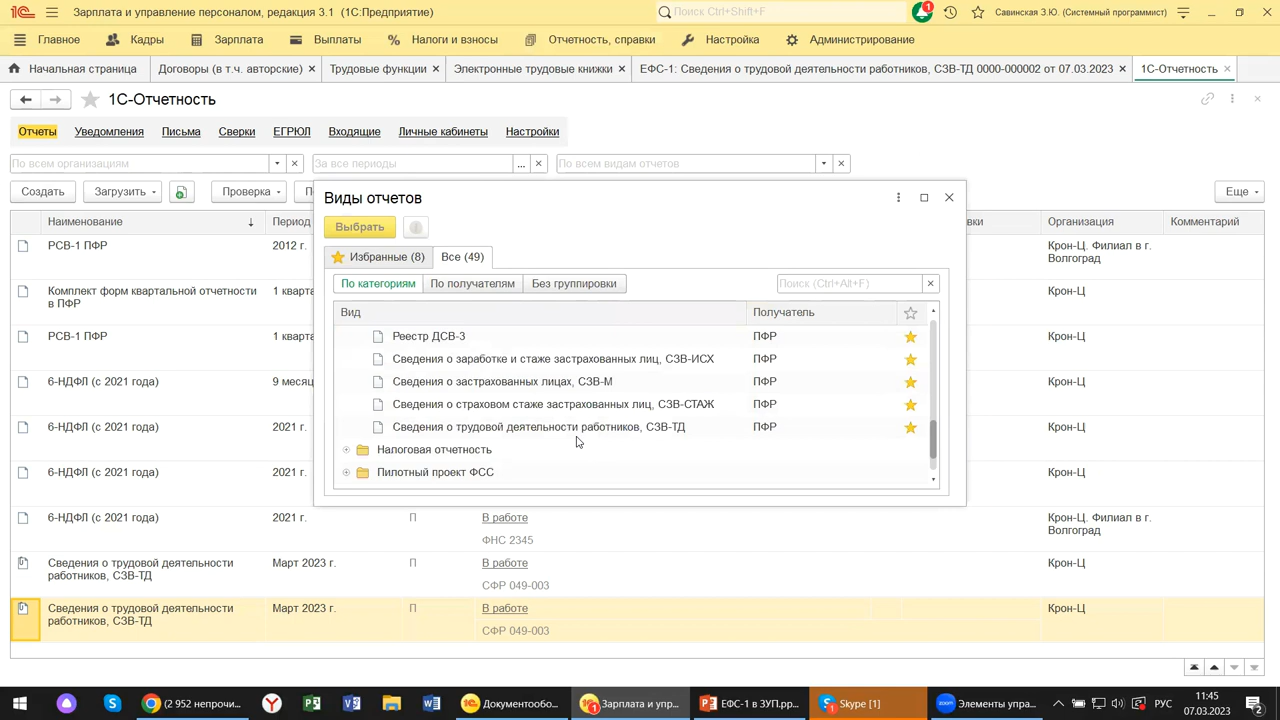 Зарплата и управление персоналом, редакция 3.1 (1С:Предприятие)
Поиск Ctrl+Shift+F
1
Савинская З.Ю. (Системный программист)
Главное
Кадры
Зарплата
Выплаты
Налоги и взносы
Отчетность, справки
Настройка
Администрирование
Начальная страница
Договоры (в т.ч. авторские)
Трудовые функции
Электронные трудовые книжки
ЕФС-1: Сведения о трудовой деятельности работников, СЗВ-ТД 0000-000002 от 07.03.2023
1С-Отчетность
1С-Отчетность
Отчеты
Уведомления
Письма
Сверки
ЕГРЮЛ
Входящие
Личные кабинеты
Настройки
По всем организациям
За все периоды
...
По всем видам отчетов
Создать
Загрузить
Проверка
Еще
Наименование
Период
Организация
Комментарий
РСВ-1 ПФР
2012 г.
Крон-Ц. Филиал в г.
Волгоград
Комплект форм квартальной отчетности
в ПФР
1 кварта
Крон-Ц
РСВ-1 ПФР
1 кварта
Крон-Ц
6-НДФЛ (с 2021 года)
9 месяц
Крон-Ц
6-НДФЛ (с 2021 года)
2021 г.
Крон-Ц
6-НДФЛ (с 2021 года)
2021 г.
Крон-Ц
6-НДФЛ (с 2021 года)
2021 г.
П
В работе
ФНС 2345
Крон-Ц. Филиал в г.
Волгоград
Сведения о трудовой деятельности
работников, СЗВ-ТД
Март 2023 г.
П
В работе
СФР 049-003
Крон-Ц
Сведения о трудовой деятельности
работников, СЗВ-ТД
Март 2023 г.
П
В работе
СФР 049-003
Крон-Ц
Виды отчетов
Выбрать
Избранные (8)
Все (49)
По категориям
По получателям
Без группировки
Поиск (Ctrl+Alt+F)
Вид
Получатель
Реестр ДСВ-3
ПФР
Сведения о заработке и стаже застрахованных лиц, СЗВ-ИСХ
ПФР
Сведения о застрахованных лицах, СЗВ-М
ПФР
Сведения о страховом стаже застрахованных лиц, СЗВ-СТАЖ
ПФР
Сведения о трудовой деятельности работников, СЗВ-ТД
ПФР
Налоговая отчетность
Пилотный проект ФСС
(2 952 непрочи...
Документообо...
Зарплата и упр...
ЕФС-1 в ЗУП.pp...
Skype [1]
Элементы упра...
РУС
11:45
07.03.2023
2